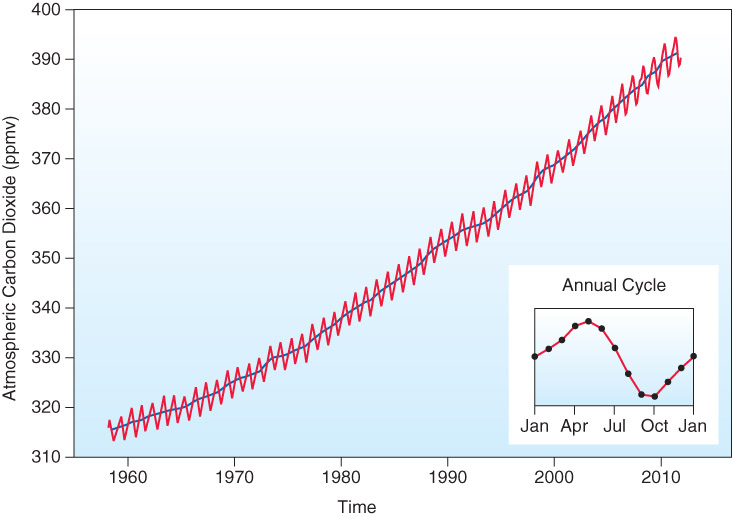 400
390
380
370
360
350
340
330
320
310
Atmospheric Carbon Dioxide (ppmv)
1960 1970 1980 1990 2000 2010
Time
Annual Cycle
Jan Apr Jul Oct Jan